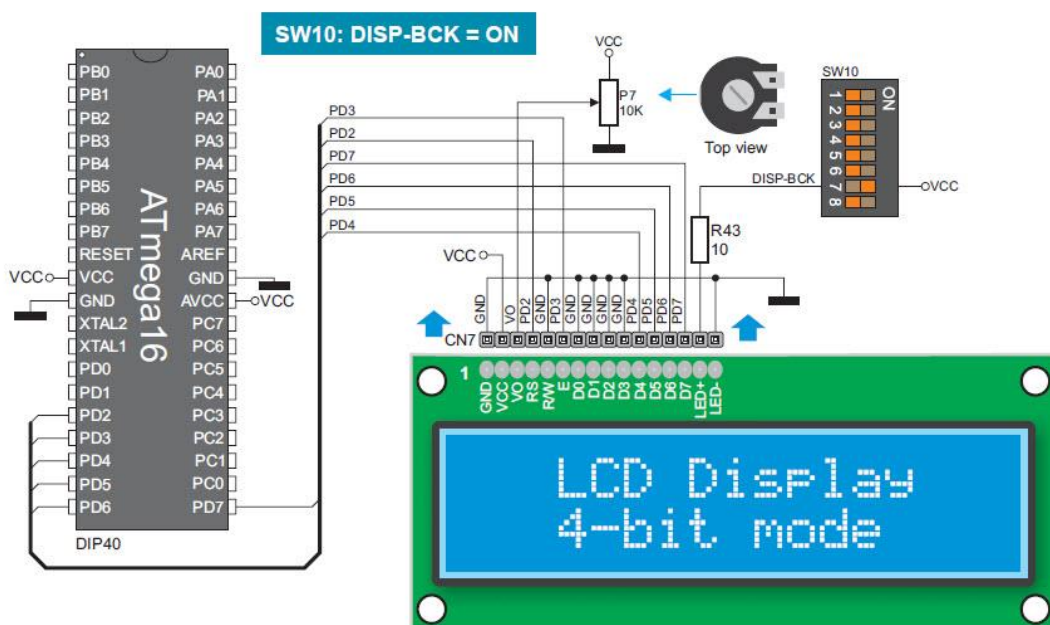 SW10: DISP-BCK = ON
PB0 PA0
PB1 PA1
PB2 PA2
PB3 PA3
PB4 PA4
PB5 PA5
PB6 PA6
PB7 PA7
RESET AREF
VCC VCC GND
GND AVCC VCC
XTAL2 PC7
XTAL1 PC6
PD0 PC5
PD1 PC4
PD2 PC3
PD3 PC2
PD4 PC1
PD5 PC0
PD6 PD7
ATmega16
DIP40
PD3
PD2
PD7
PD6
PD5
PD4
VCC
P7
10K
Top view
SW10
ON
1
2
3
4
5
6
7
8
DISP-BCK
VCC
R43
10
VCC
GND VO PD2 GND PD3 GND GND GND GND PD4 PD5 PD6 PD7
CN7
1
GND VCC VO RS R/W E D0 D1 D2 D3 D4 D5 D6 D7 LED+ LED-
LCD Display
4-bit mode